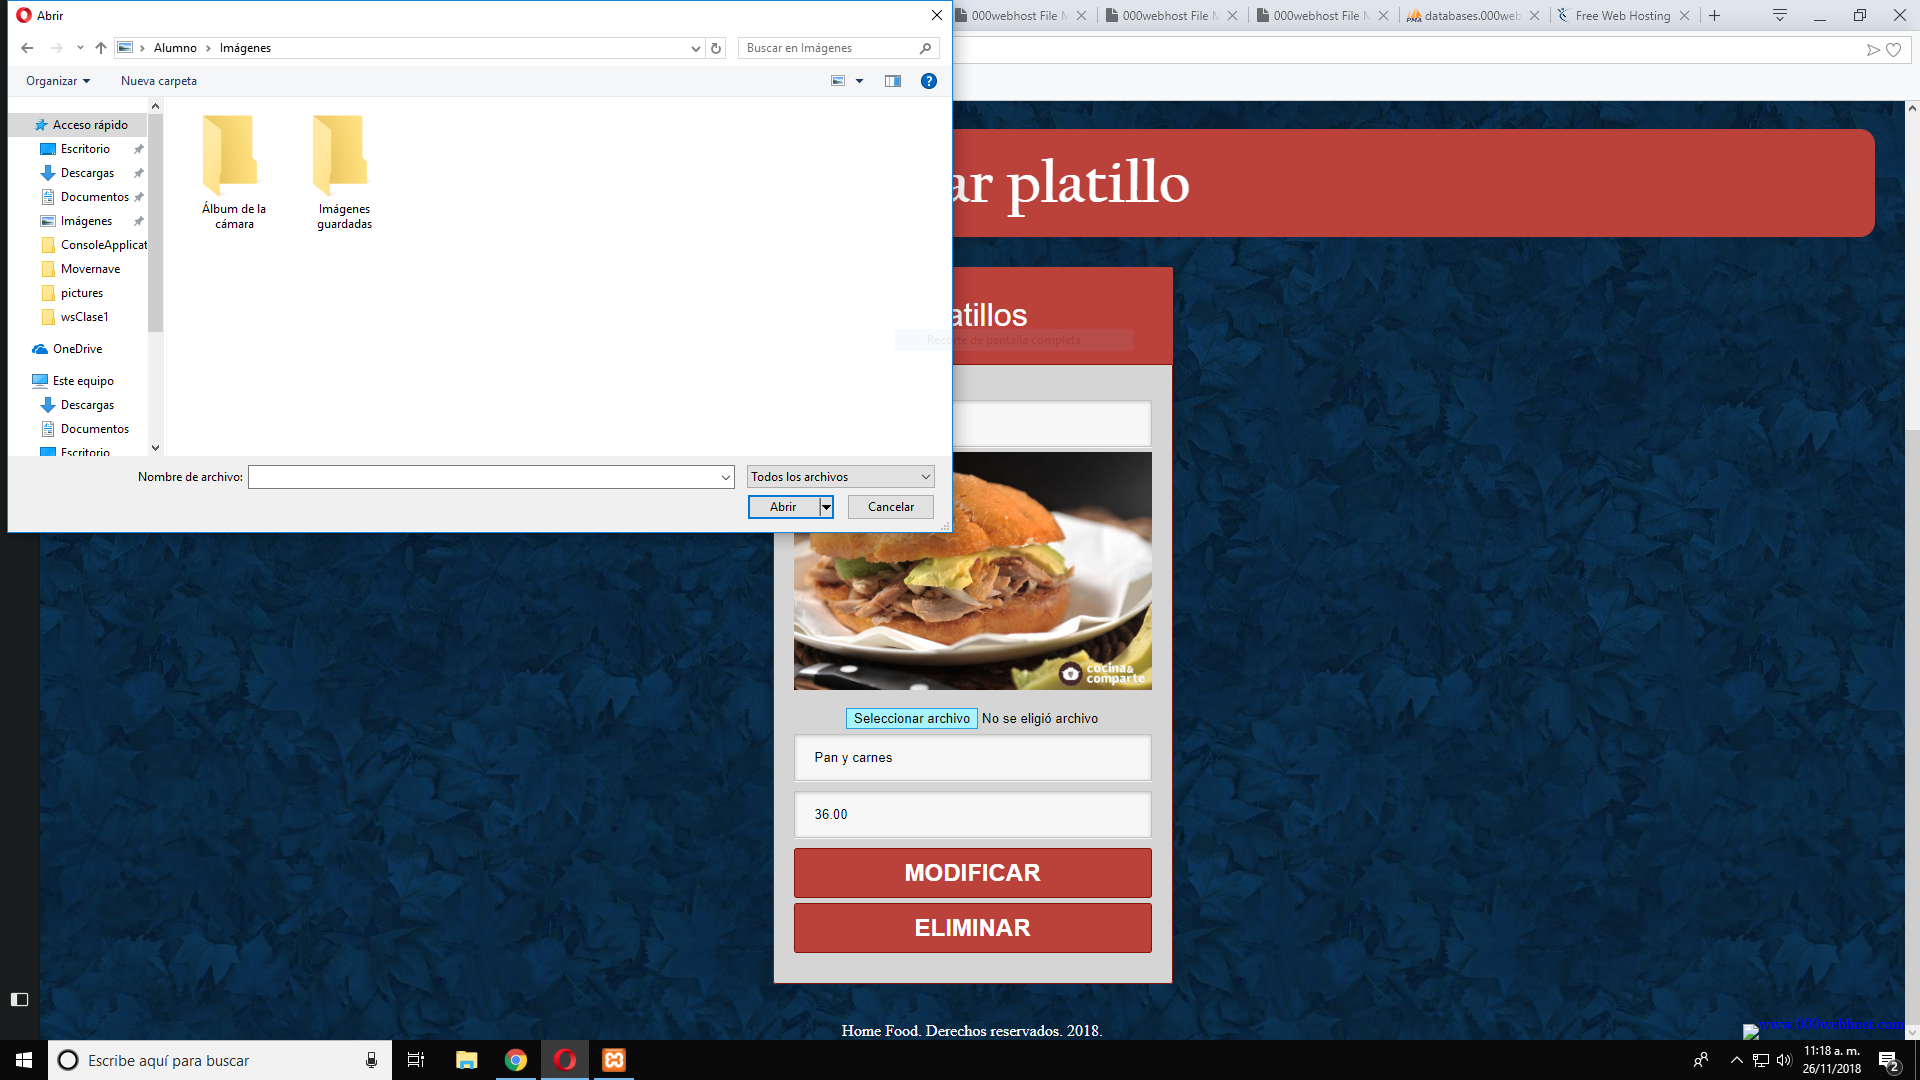 Abrir
000webhost File M
000webhost File M
000webhost File M
databases.000web
Free Web Hosting
Alumno
Imágenes
Buscar en Imágenes
Organizar
Nueva carpeta
Acceso rápido
Escritorio
Descargas
Documentos
Imágenes
ConsoleApplicat
Movernave
pictures
wsClase1
OneDrive
Este equipo
Descargas
Documentos
Escritorio
Álbum de la
cámara
Imágenes
guardadas
Nombre de archivo:
Todos los archivos
Abrir
Cancelar
ar platillo
atillos
Recorte de pantalla completa
cocina&
comparte
Seleccionar archivo
No se eligió archivo
Pan y carnes
36.00
MODIFICAR
ELIMINAR
Home Food. Derechos reservados. 2018.
www.000webhost.com
Escribe aquí para buscar
11:18 a. m.
26/11/2018
2